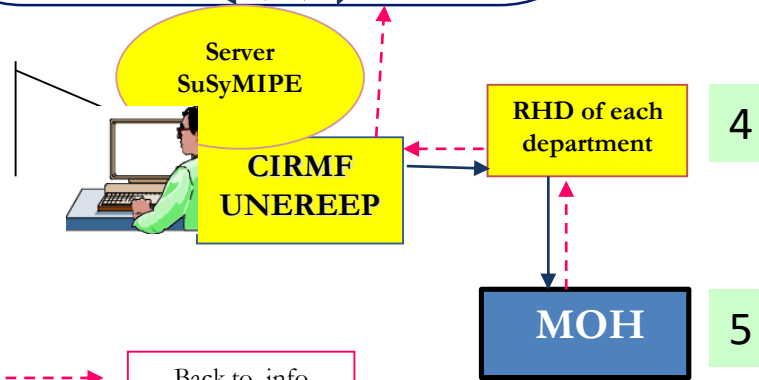 Server
SuSyMIPE
RHD of each
department
4
CIRMF
UNEREEP
MOH
5
Back to info